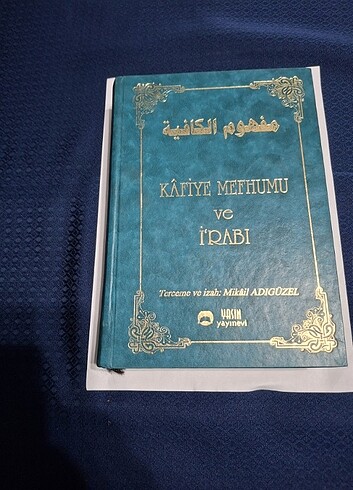 مفهوم الكافية
KÂFİYE MEFHUMU
ve
İ'RABI
Terceme ve izah: Mikâil ADIGÜZEL
YASİN
yayınevi